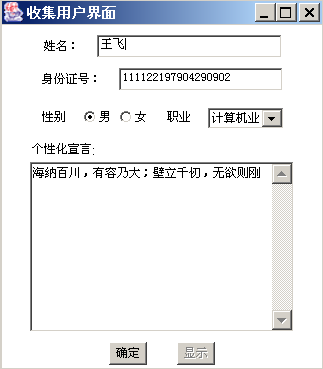 收集用户界面
姓名： 王飞
身份证号： 111122197904290902
性别 男 女 职业 计算机业
个性化宣言:
海纳百川，有容乃大；壁立千仞，无欲则刚
确定 显示